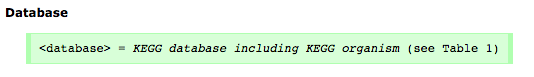 Database
<database> = KEGG database including KEGG organism (see Table 1)